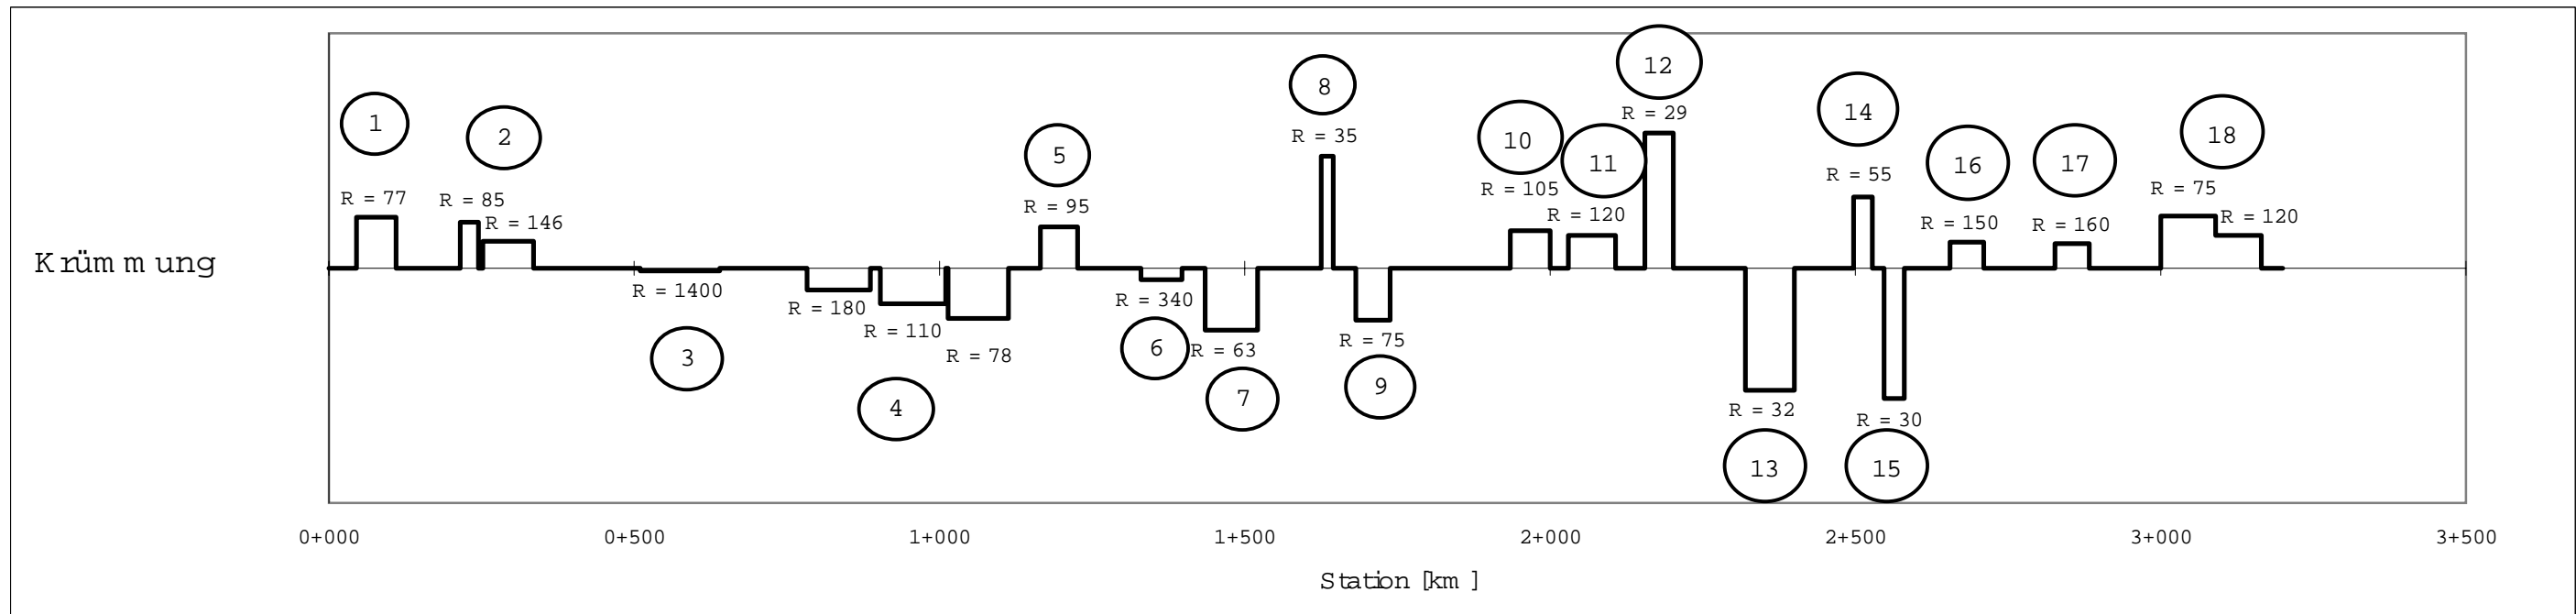 12
8
14
1
R = 29
2
R = 35
10
11
18
5
16
17
R = 55
R = 77
R = 85
R = 105
R = 75
R = 95
R = 120
R = 146
R = 150
R = 160
R = 120
Krümmung
R = 1400
R = 180
R = 340
R = 110
R = 75
R = 78
6
R = 63
3
9
7
4
R = 32
R = 30
13
15
0+000 0+500 1+000 1+500 2+000 2+500 3+000 3+500
Station [km]